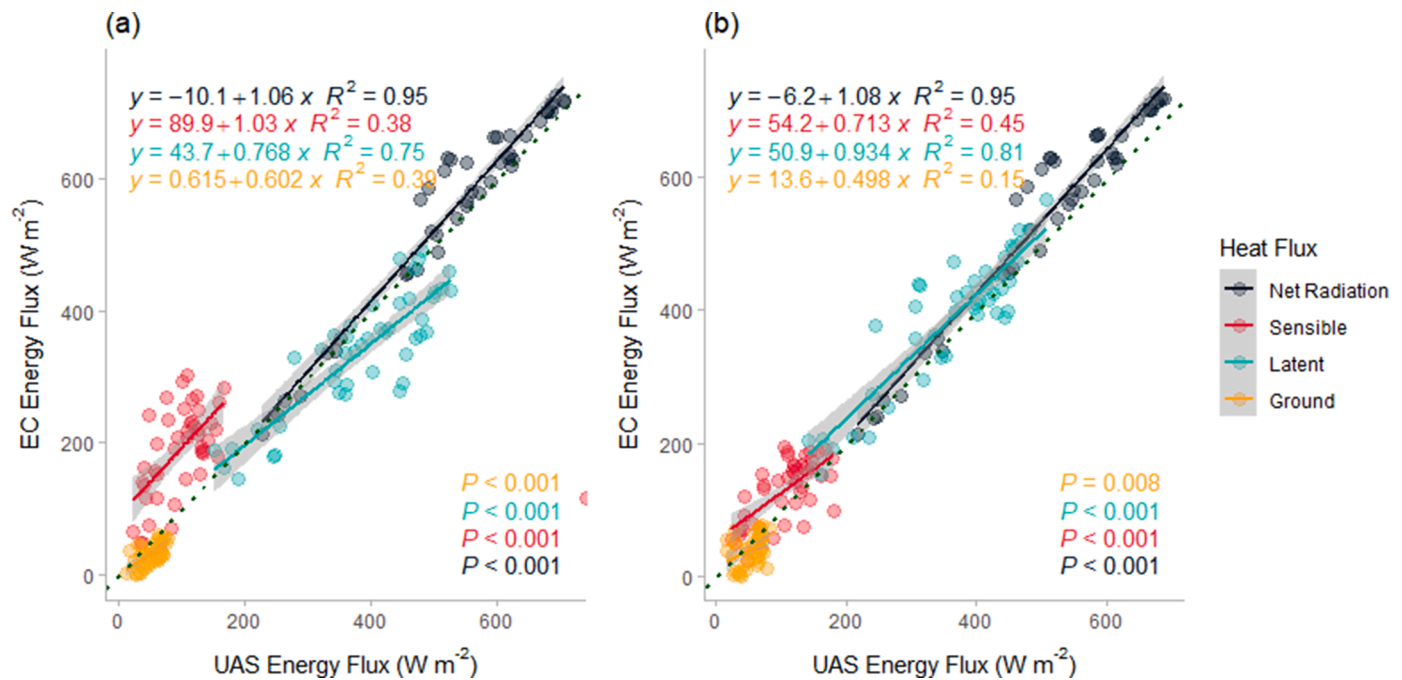 (a)
y = −10.1 + 1.06 x R² = 0.95
y = 89.9 + 1.03 x R² = 0.38
y = 43.7 + 0.768 x R² = 0.75
y = 0.615 + 0.602 x R² = 0.39
600
400
200
0
EC Energy Flux (W m⁻²)
P < 0.001
P < 0.001
P < 0.001
P < 0.001
0 200 400 600
UAS Energy Flux (W m⁻²)
(b)
y = −6.2 + 1.08 x R² = 0.95
y = 54.2 + 0.713 x R² = 0.45
y = 50.9 + 0.934 x R² = 0.81
y = 13.6 + 0.498 x R² = 0.15
600
400
200
0
EC Energy Flux (W m⁻²)
P = 0.008
P < 0.001
P < 0.001
P < 0.001
0 200 400 600
UAS Energy Flux (W m⁻²)
Heat Flux
Net Radiation
Sensible
Latent
Ground